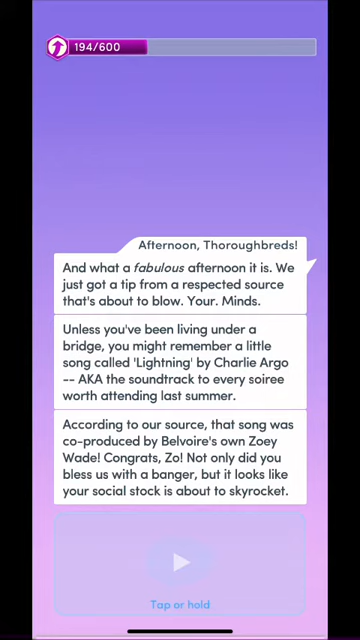 194/600
Afternoon, Thoroughbreds!
And what a fabulous afternoon it is. We
just got a tip from a respected source
that's about to blow. Your. Minds.
Unless you've been living under a
bridge, you might remember a little
song called 'Lightning' by Charlie Argo
-- AKA the soundtrack to every soiree
worth attending last summer.
According to our source, that song was
co-produced by Belvoire's own Zoey
Wade! Congrats, Zo! Not only did you
bless us with a banger, but it looks like
your social stock is about to skyrocket.
Tap or hold